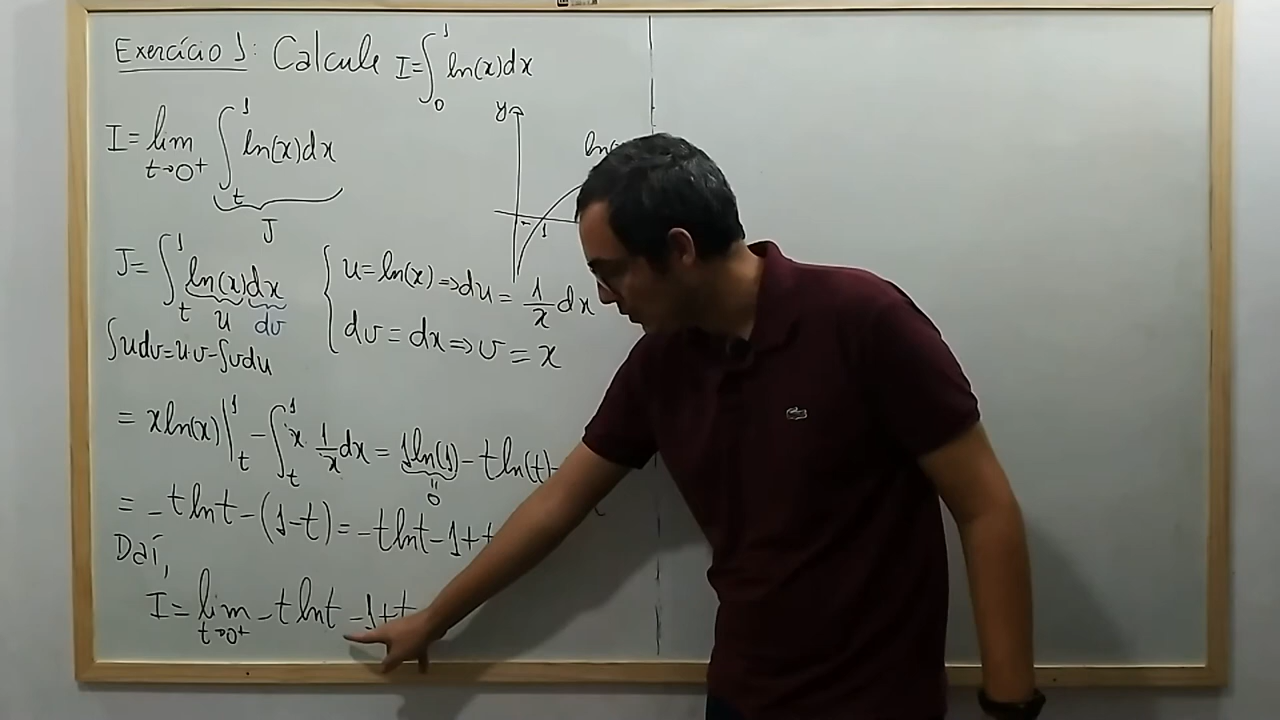 Exercício 1: Calcule I=∫₀¹ ln(x)dx
I=lim t→0⁺ ∫ₜ¹ ln(x)dx
J
y
1
J=∫ₜ¹ ln(x)dx
u dv
u=ln(x)⇒du=1/x dx
dv=dx⇒v=x
∫udv=uv-∫vdu
= xln(x)|ₜ¹ - ∫ₜ¹ x·1/x dx = 1ln(1) - tln(t) -
0
= -tlnt-(1-t)= -tlnt-1+t
Daí,
I=lim t→0⁺ -tlnt -1+t